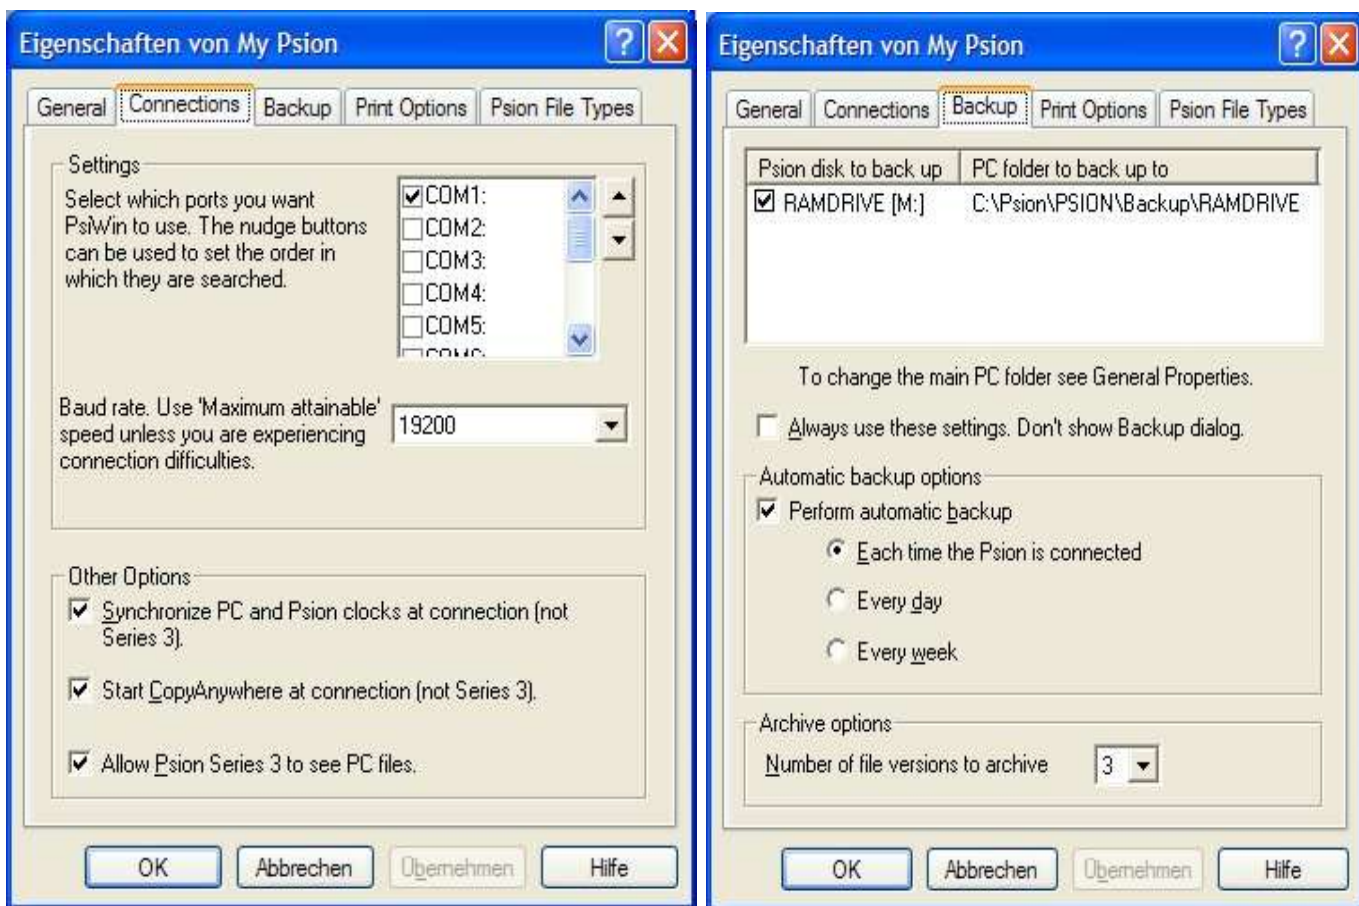 Eigenschaften von My Psion
General Connections Backup Print Options Psion File Types
Settings
Select which ports you want
PsiWin to use. The nudge buttons
can be used to set the order in
which they are searched.
COM1:
COM2:
COM3:
COM4:
COM5:
Baud rate. Use 'Maximum attainable'
speed unless you are experiencing
connection difficulties.
19200
Other Options
Synchronize PC and Psion clocks at connection (not
Series 3).
Start CopyAnywhere at connection (not Series 3).
Allow Psion Series 3 to see PC files.
OK Abbrechen Übernehmen Hilfe
Eigenschaften von My Psion
General Connections Backup Print Options Psion File Types
Psion disk to back up PC folder to back up to
RAMDRIVE [M:] C:\Psion\PSION\Backup\RAMDRIVE
To change the main PC folder see General Properties.
Always use these settings. Don't show Backup dialog.
Automatic backup options
Perform automatic backup
Each time the Psion is connected
Every day
Every week
Archive options
Number of file versions to archive 3
OK Abbrechen Übernehmen Hilfe